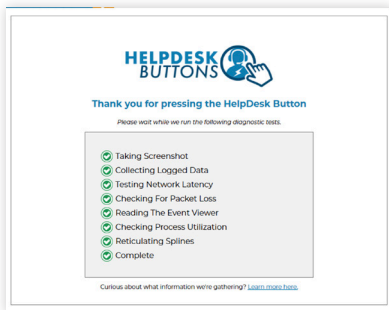 HELPDESK
BUTTONS
Thank you for pressing the HelpDesk Button
Please wait while we run the following diagnostic tests.
Taking Screenshot
Collecting Logged Data
Testing Network Latency
Checking For Packet Loss
Reading The Event Viewer
Checking Process Utilization
Reticulating Splines
Complete
Curious about what information we're gathering? Learn more here.